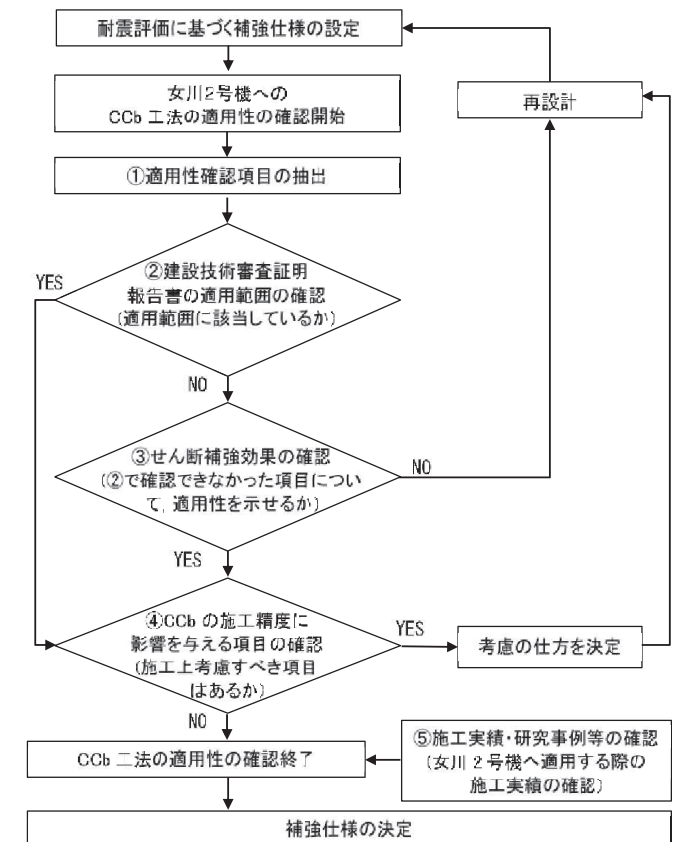 耐震評価に基づく補強仕様の設定
女川2号機への
CCb 工法の適用性の確認開始
再設計
①適用性確認項目の抽出
YES
②建設技術審査証明
報告書の適用範囲の確認
(適用範囲に該当しているか)
NO
③せん断補強効果の確認
(②で確認できなかった項目につい
て,適用性を示せるか)
NO
YES
④CCb の施工精度に
影響を与える項目の確認
(施工上考慮すべき項目
はあるか)
YES
考慮の仕方を決定
NO
CCb 工法の適用性の確認終了
⑤施工実績・研究事例等の確認
(女川 2 号機へ適用する際の
施工実績の確認)
補強仕様の決定